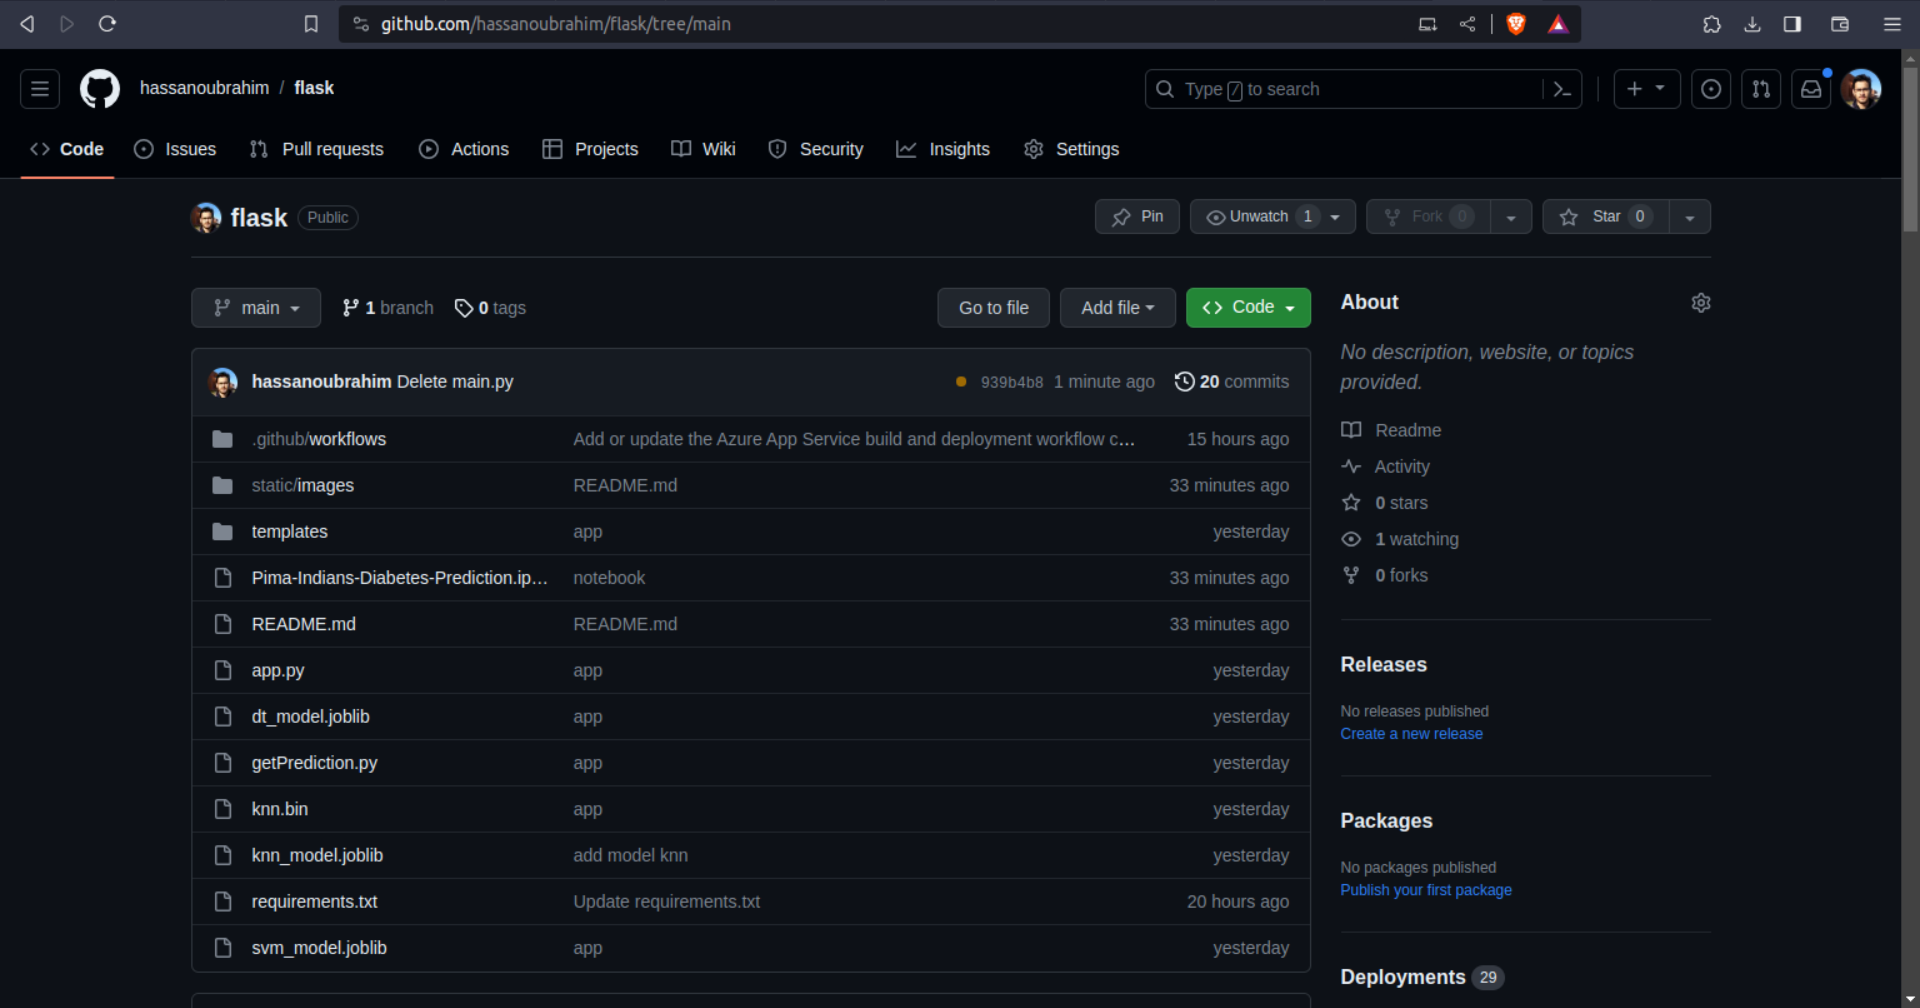 github.com/hassanoubrahim/flask/tree/main
hassanoubrahim / flask
Type / to search
Code Issues Pull requests Actions Projects Wiki Security Insights Settings
flask Public
Pin Unwatch 1 Fork 0 Star 0
main 1 branch 0 tags Go to file Add file Code
About
No description, website, or topics
provided.
hassanoubrahim Delete main.py 939b4b8 1 minute ago 20 commits
.github/workflows Add or update the Azure App Service build and deployment workflow c… 15 hours ago
static/images README.md 33 minutes ago
templates app yesterday
Pima-Indians-Diabetes-Prediction.ip… notebook 33 minutes ago
README.md README.md 33 minutes ago
app.py app yesterday
dt_model.joblib app yesterday
getPrediction.py app yesterday
knn.bin app yesterday
knn_model.joblib add model knn yesterday
requirements.txt Update requirements.txt 20 hours ago
svm_model.joblib app yesterday
Readme
Activity
0 stars
1 watching
0 forks
Releases
No releases published
Create a new release
Packages
No packages published
Publish your first package
Deployments 29